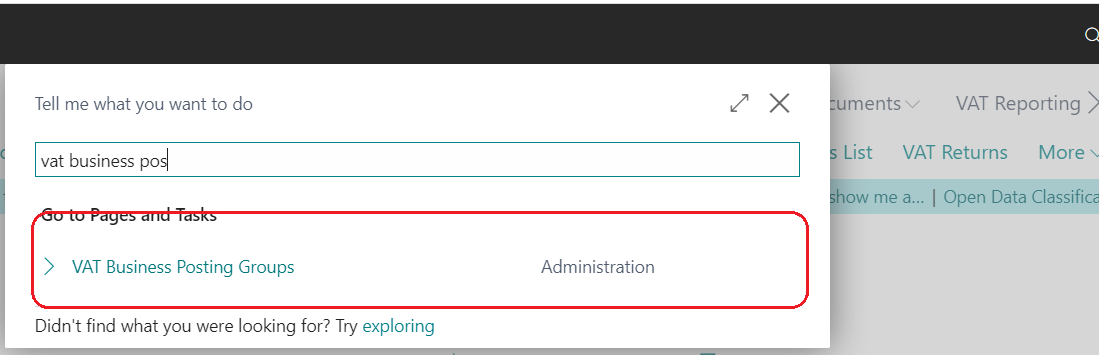 Tell me what you want to do
cuments
VAT Reporting
vat business pos
s List
VAT Returns
More
show me a... | Open Data Classifica
Go to Pages and Tasks
VAT Business Posting Groups
Administration
Didn't find what you were looking for? Try exploring